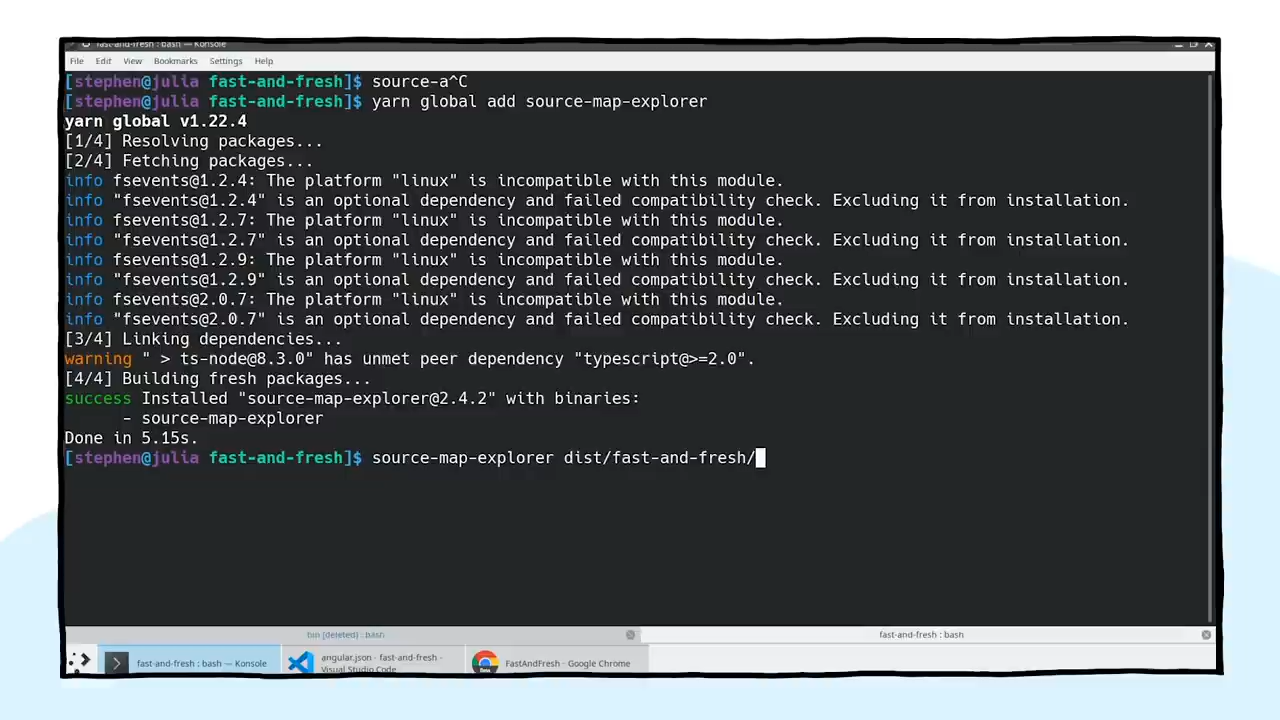 fast-and-fresh : bash — Konsole
File Edit View Bookmarks Settings Help
[stephen@julia fast-and-fresh]$ source-a^C
[stephen@julia fast-and-fresh]$ yarn global add source-map-explorer
yarn global v1.22.4
[1/4] Resolving packages...
[2/4] Fetching packages...
info fsevents@1.2.4: The platform "linux" is incompatible with this module.
info "fsevents@1.2.4" is an optional dependency and failed compatibility check. Excluding it from installation.
info fsevents@1.2.7: The platform "linux" is incompatible with this module.
info "fsevents@1.2.7" is an optional dependency and failed compatibility check. Excluding it from installation.
info fsevents@1.2.9: The platform "linux" is incompatible with this module.
info "fsevents@1.2.9" is an optional dependency and failed compatibility check. Excluding it from installation.
info fsevents@2.0.7: The platform "linux" is incompatible with this module.
info "fsevents@2.0.7" is an optional dependency and failed compatibility check. Excluding it from installation.
[3/4] Linking dependencies...
warning " > ts-node@8.3.0" has unmet peer dependency "typescript@>=2.0".
[4/4] Building fresh packages...
success Installed "source-map-explorer@2.4.2" with binaries:
- source-map-explorer
Done in 5.15s.
[stephen@julia fast-and-fresh]$ source-map-explorer dist/fast-and-fresh/
bin [deleted] : bash
fast-and-fresh : bash
fast-and-fresh : bash — Konsole
angular.json - fast-and-fresh -
Visual Studio Code
FastAndFresh - Google Chrome